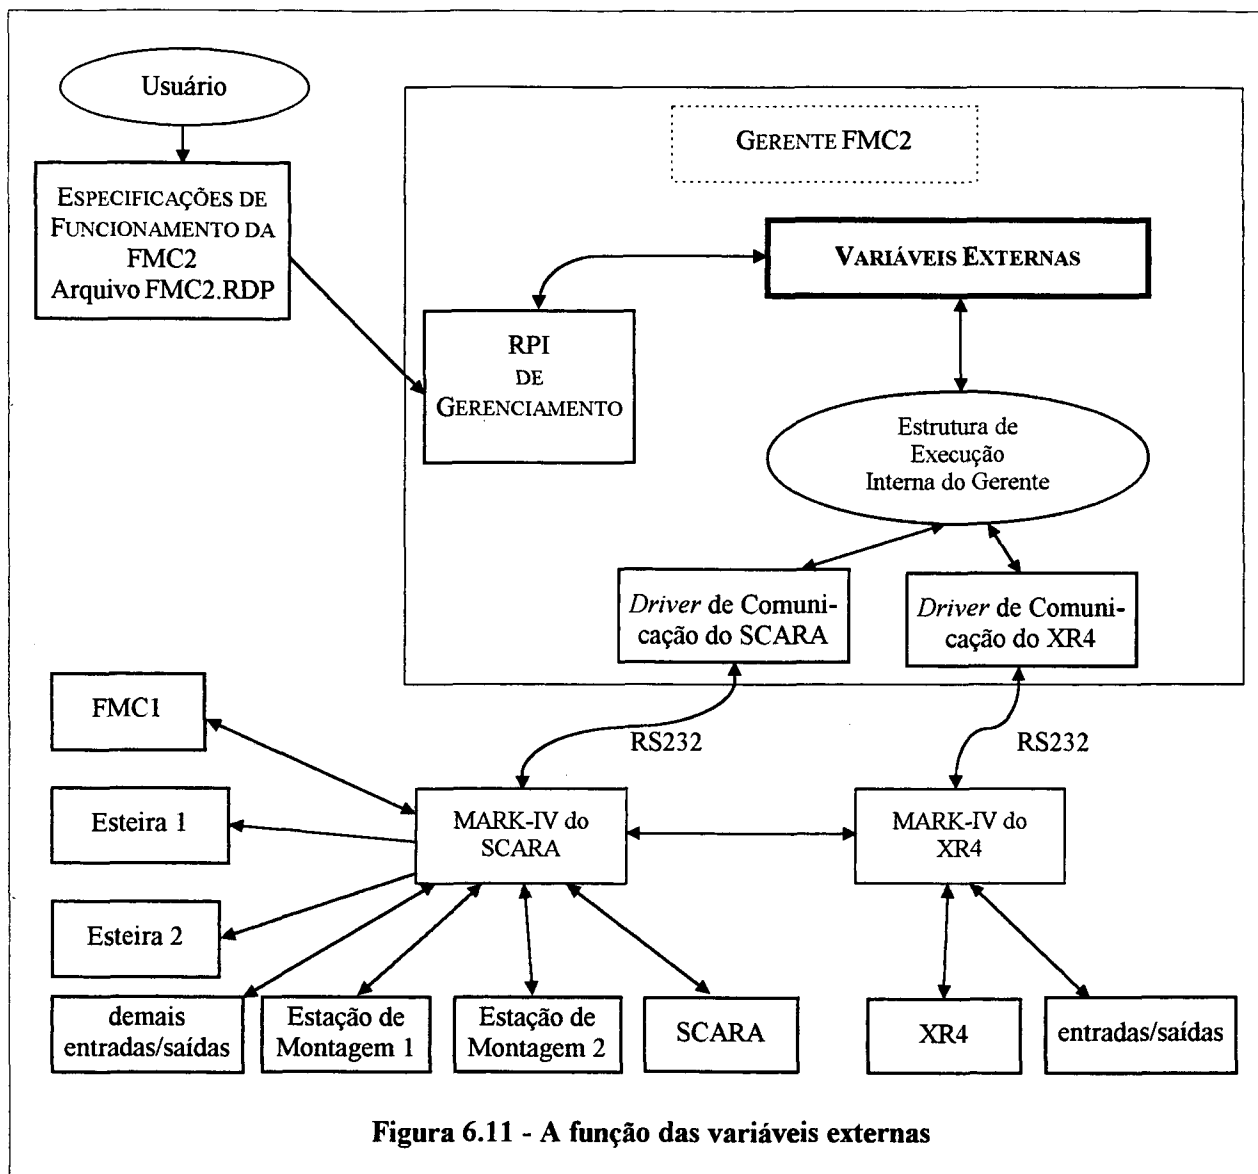 Usuário
ESPECIFICAÇÕES DE
FUNCIONAMENTO DA
FMC2
Arquivo FMC2.RDP
GERENTE FMC2
VARIÁVEIS EXTERNAS
RPI
DE
GERENCIAMENTO
Estrutura de
Execução
Interna do Gerente
Driver de Comuni-
cação do SCARA
Driver de Comuni-
cação do XR4
RS232
RS232
FMC1
Esteira 1
Esteira 2
MARK-IV do
SCARA
MARK-IV do
XR4
demais
entradas/saídas
Estação de
Montagem 1
Estação de
Montagem 2
SCARA
XR4
entradas/saídas
Figura 6.11 - A função das variáveis externas